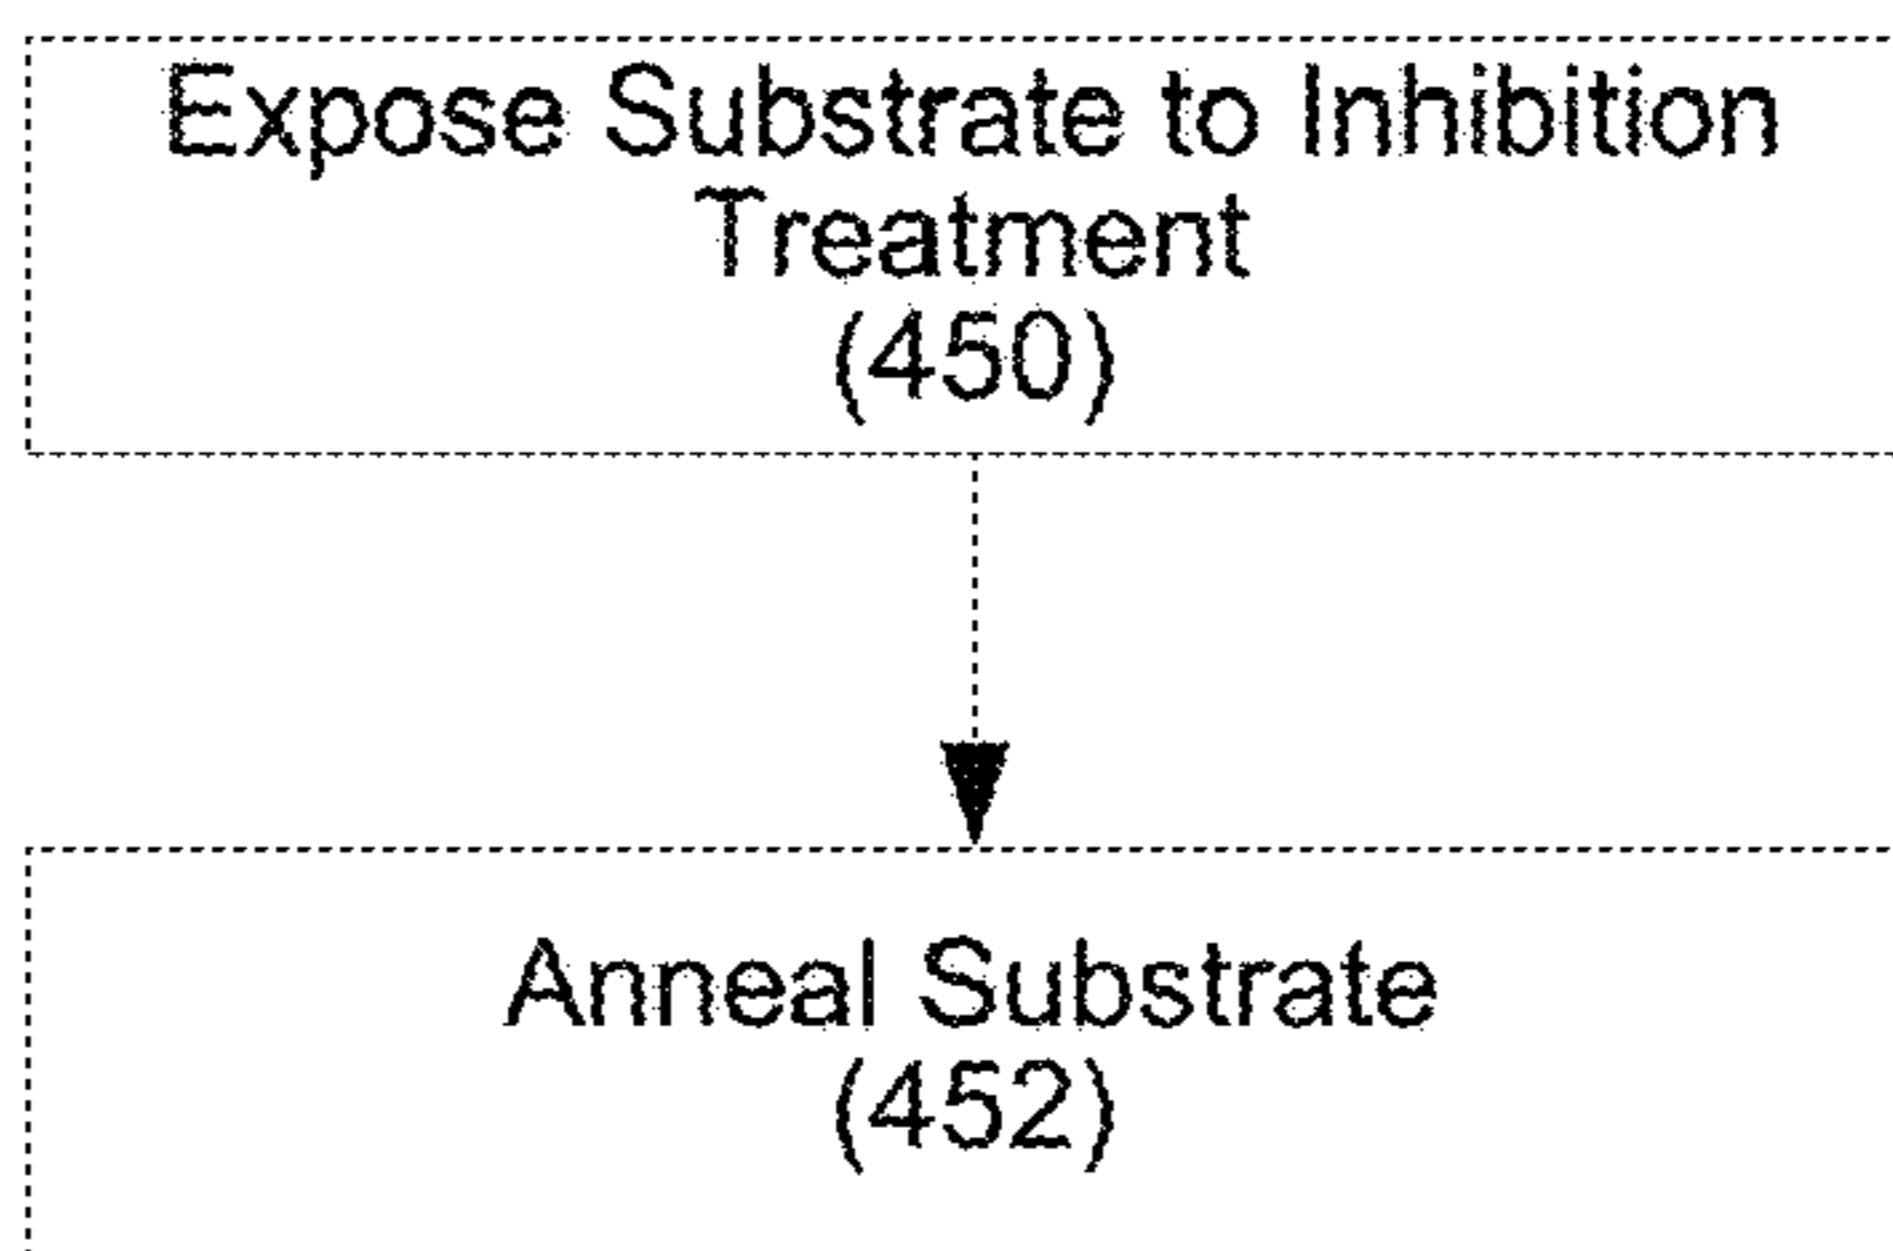 Expose Substrate to Inhibition
Treatment
(450)
Anneal Substrate
(452)